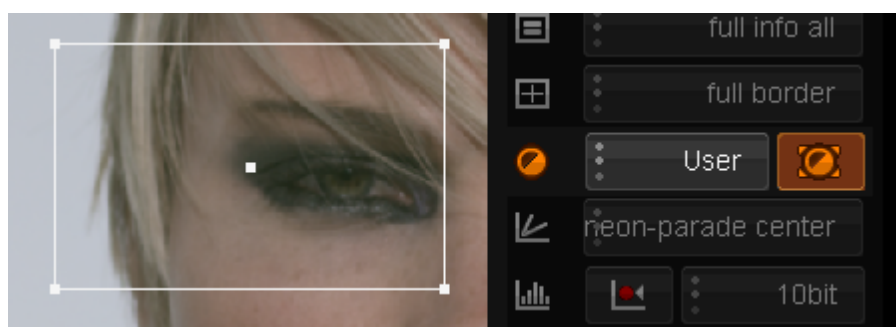 full info all
full border
User
neon-parade center
10bit